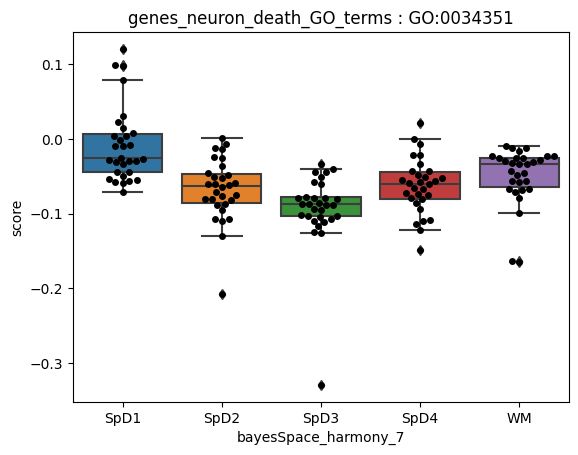 genes_neuron_death_GO_terms : GO:0034351
score
0.1
0.0
−0.1
−0.2
−0.3
SpD1 SpD2 SpD3 SpD4 WM
bayesSpace_harmony_7